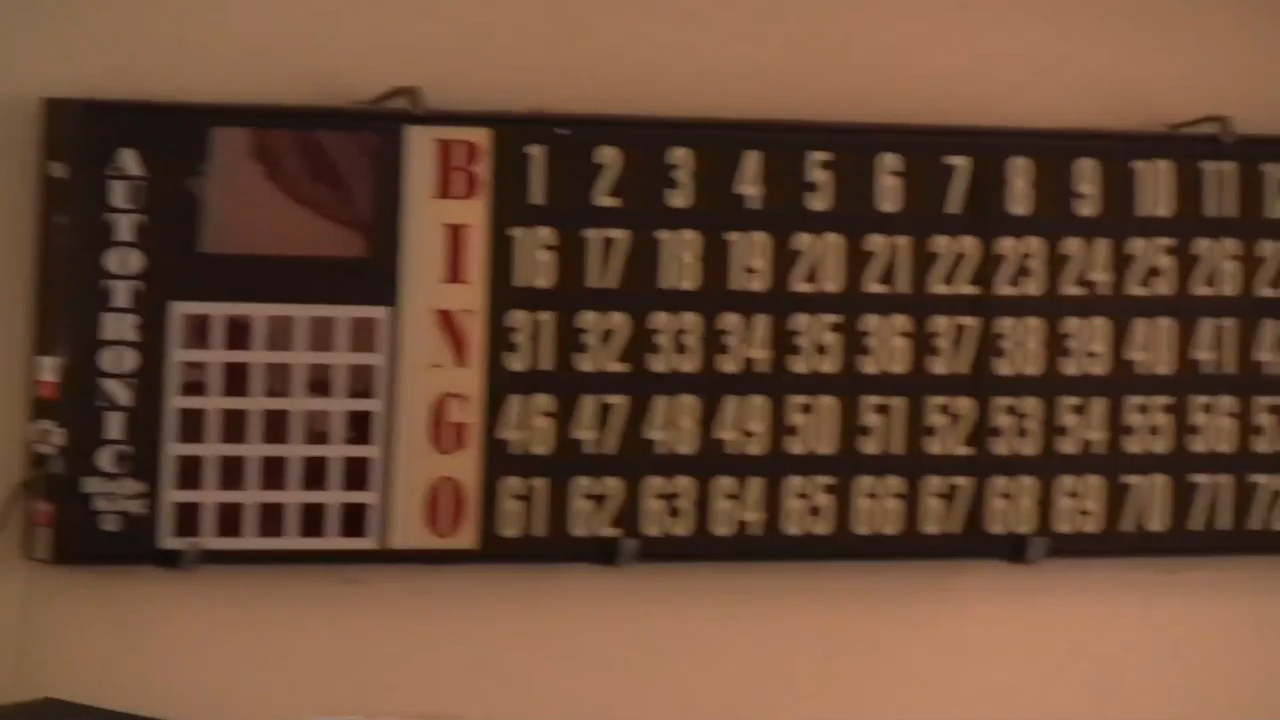 AUTOTRONIC
B 1 2 3 4 5 6 7 8 9 10 11
I 16 17 18 19 20 21 22 23 24 25 26
N 31 32 33 34 35 36 37 38 39 40 41
G 46 47 48 49 50 51 52 53 54 55 56
O 61 62 63 64 65 66 67 68 69 70 71